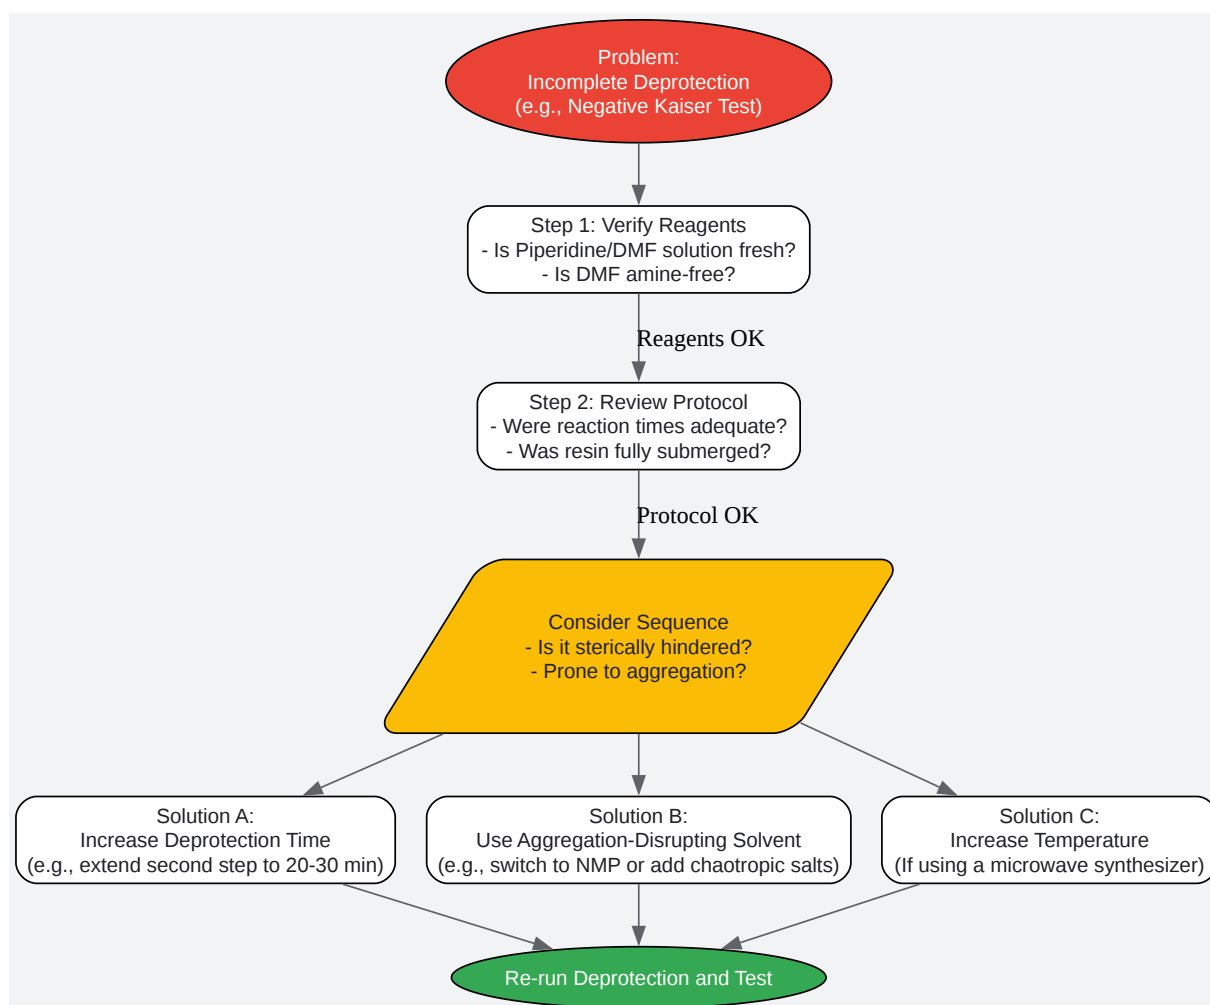 Problem:
Incomplete Deprotection
(e.g., Negative Kaiser Test)
Step 1: Verify Reagents
- Is Piperidine/DMF solution fresh?
- Is DMF amine-free?
Reagents OK
Step 2: Review Protocol
- Were reaction times adequate?
- Was resin fully submerged?
Protocol OK
Consider Sequence
- Is it sterically hindered?
- Prone to aggregation?
Solution A:
Increase Deprotection Time
(e.g., extend second step to 20-30 min)
Solution B:
Use Aggregation-Disrupting Solvent
(e.g., switch to NMP or add chaotropic salts)
Solution C:
Increase Temperature
(If using a microwave synthesizer)
Re-run Deprotection and Test